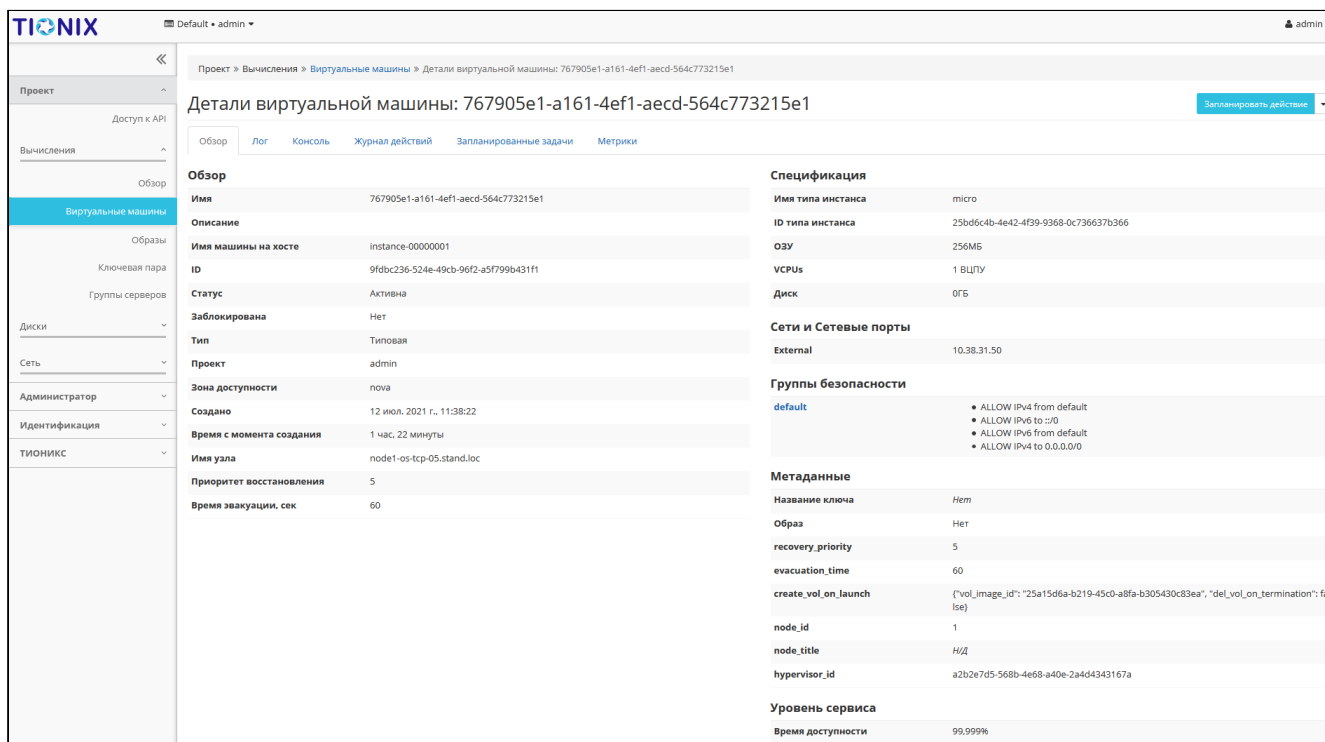 TIONIX
Default • admin
admin
Проект » Вычисления » Виртуальные машины » Детали виртуальной машины: 767905e1-a161-4ef1-aecd-564c773215e1
Проект
Доступ к API
Вычисления
Обзор
Виртуальные машины
Образы
Ключевая пара
Группы серверов
Диски
Сеть
Администратор
Идентификация
ТИОНИКС
Детали виртуальной машины: 767905e1-a161-4ef1-aecd-564c773215e1
Запланировать действие
Обзор Лог Консоль Журнал действий Запланированные задачи Метрики
Обзор
Имя 767905e1-a161-4ef1-aecd-564c773215e1
Описание
Имя машины на хосте instance-00000001
ID 9fdbc236-524e-49cb-96f2-a5f799b431f1
Статус Активна
Заблокирована Нет
Тип Типовая
Проект admin
Зона доступности nova
Создано 12 июл. 2021 г., 11:38:22
Время с момента создания 1 час, 22 минуты
Имя узла node1-os-tcp-05.stand.loc
Приоритет восстановления 5
Время эвакуации, сек 60
Спецификация
Имя типа инстанса micro
ID типа инстанса 25bd6c4b-4e42-4f39-9368-0c736637b366
ОЗУ 256МБ
VCPUs 1 ВЦПУ
Диск 0ГБ
Сети и Сетевые порты
External 10.38.31.50
Группы безопасности
default
• ALLOW IPv4 from default
• ALLOW IPv6 to ::/0
• ALLOW IPv6 from default
• ALLOW IPv4 to 0.0.0.0/0
Метаданные
Название ключа Нет
Образ Нет
recovery_priority 5
evacuation_time 60
create_vol_on_launch {"vol_image_id": "25a15d6a-b219-45c0-a8fa-b305430c83ea", "del_vol_on_termination": fa
lse}
node_id 1
node_title Н/Д
hypervisor_id a2b2e7d5-568b-4e68-a40e-2a4d4343167a
Уровень сервиса
Время доступности 99,999%